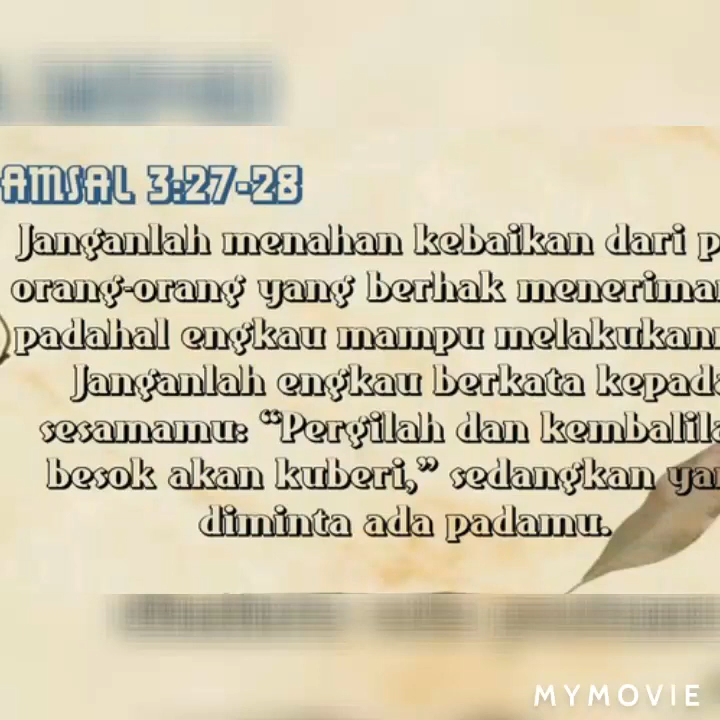 AMSAL 3:27-28
Janganlah menahan kebaikan dari p
orang-orang yang berhak meneriman
padahal engkau mampu melakukann
Janganlah engkau berkata kepada
sesamamu: “Pergilah dan kembalila
besok akan kuberi,” sedangkan yan
diminta ada padamu.
MYMOVIE